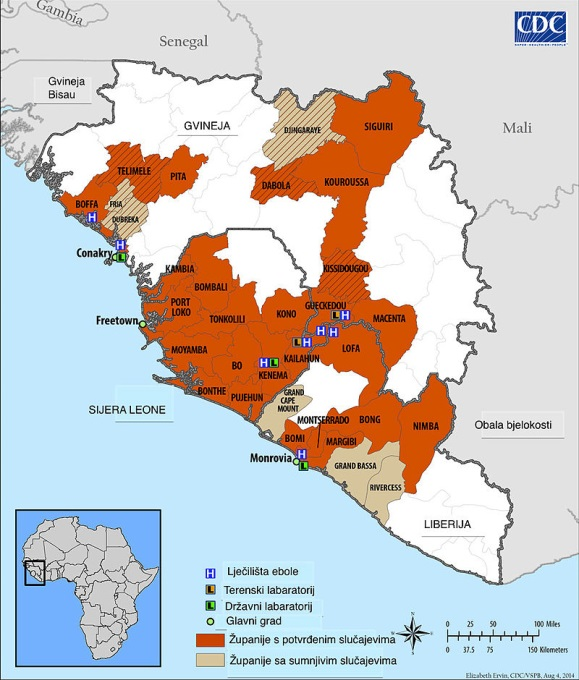 Gambia
Senegal
CDC
Gvineja
Bisau
GVINEJA
Mali
DJINGARAYE
SIGUIRI
TELIMELE
PITA
DABOLA
KOUROUSSA
BOFFA
FRIA
DUBREKA
Conakry
KISSIDOUGOU
KAMBIA
BOMBALI
GUECKEDOU
PORT
LOKO
KONO
MACENTA
TONKOLILI
Freetown
MOYAMBA
KAILAHUN
LOFA
BO
KENEMA
BONTHE
PUJEHUN
GRAND
CAPE
MOUNT
SIJERA LEONE
MONTSERRADO
BONG
NIMBA
Obala bjelokosti
BOMI
MARGIBI
Monrovia
GRAND BASSA
RIVERCESS
LIBERIJA
H Lječilišta ebole
L Terenski labaratorij
L Državni labaratorij
Glavni grad
Županije s potvrđenim slučajevima
Županije sa sumnjivim slučajevima
0 25 50 100 Miles
0 37.5 75 150 Kilometers
Elizabeth Ervin, CDC/VSPB, Aug 4, 2014